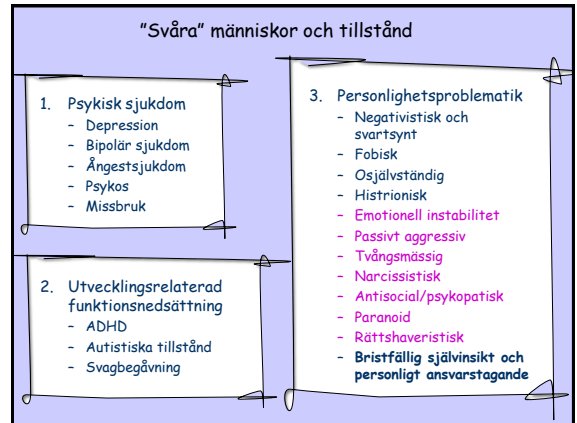 ”Svåra” människor och tillstånd
1. Psykisk sjukdom
– Depression
– Bipolär sjukdom
– Ångestsjukdom
– Psykos
– Missbruk
2. Utvecklingsrelaterad
funktionsnedsättning
– ADHD
– Autistiska tillstånd
– Svagbegåvning
3. Personlighetsproblematik
– Negativistisk och
svartsynt
– Fobisk
– Osjälvständig
– Histrionisk
– Emotionell instabilitet
– Passivt aggressiv
– Tvångsmässig
– Narcissistisk
– Antisocial/psykopatisk
– Paranoid
– Rättshaveristisk
– Bristfällig självinsikt och
personligt ansvarstagande